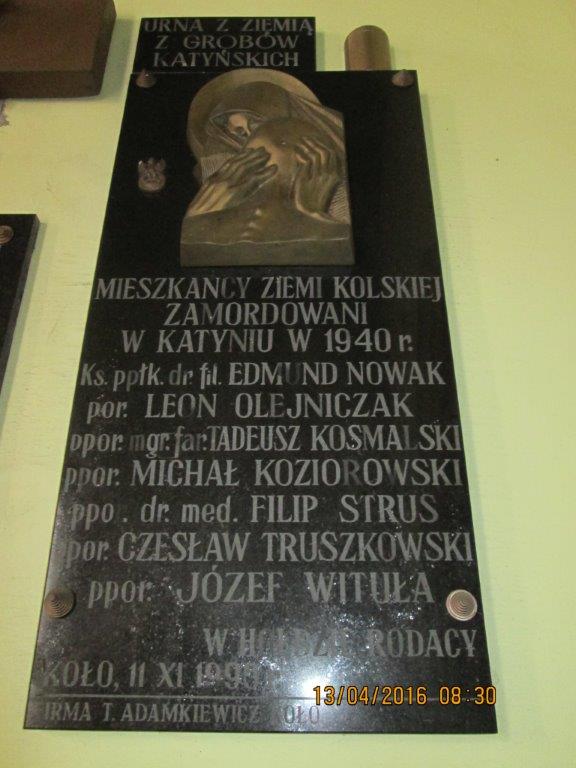 URNA Z ZIEMIĄ
Z GROBÓW
KATYŃSKICH
MIESZKAŃCY ZIEMI KOLSKIEJ
ZAMORDOWANI
W KATYNIU W 1940 r.
Ks. ppłk. dr. fil. EDMUND NOWAK
por. LEON OLEJNICZAK
ppor. mgr. far. TADEUSZ KOSMALSKI
ppor. MICHAŁ KOZIOROWSKI
dr. med. FILIP STRUS
por. CZESŁAW TRUSZKOWSKI
ppor. JÓZEF WITUŁA
W HOŁDZIE RODACY
KOŁO, 11 XI
FIRMA T. ADAMKIEWICZ KOŁO
13/04/2016 08:30